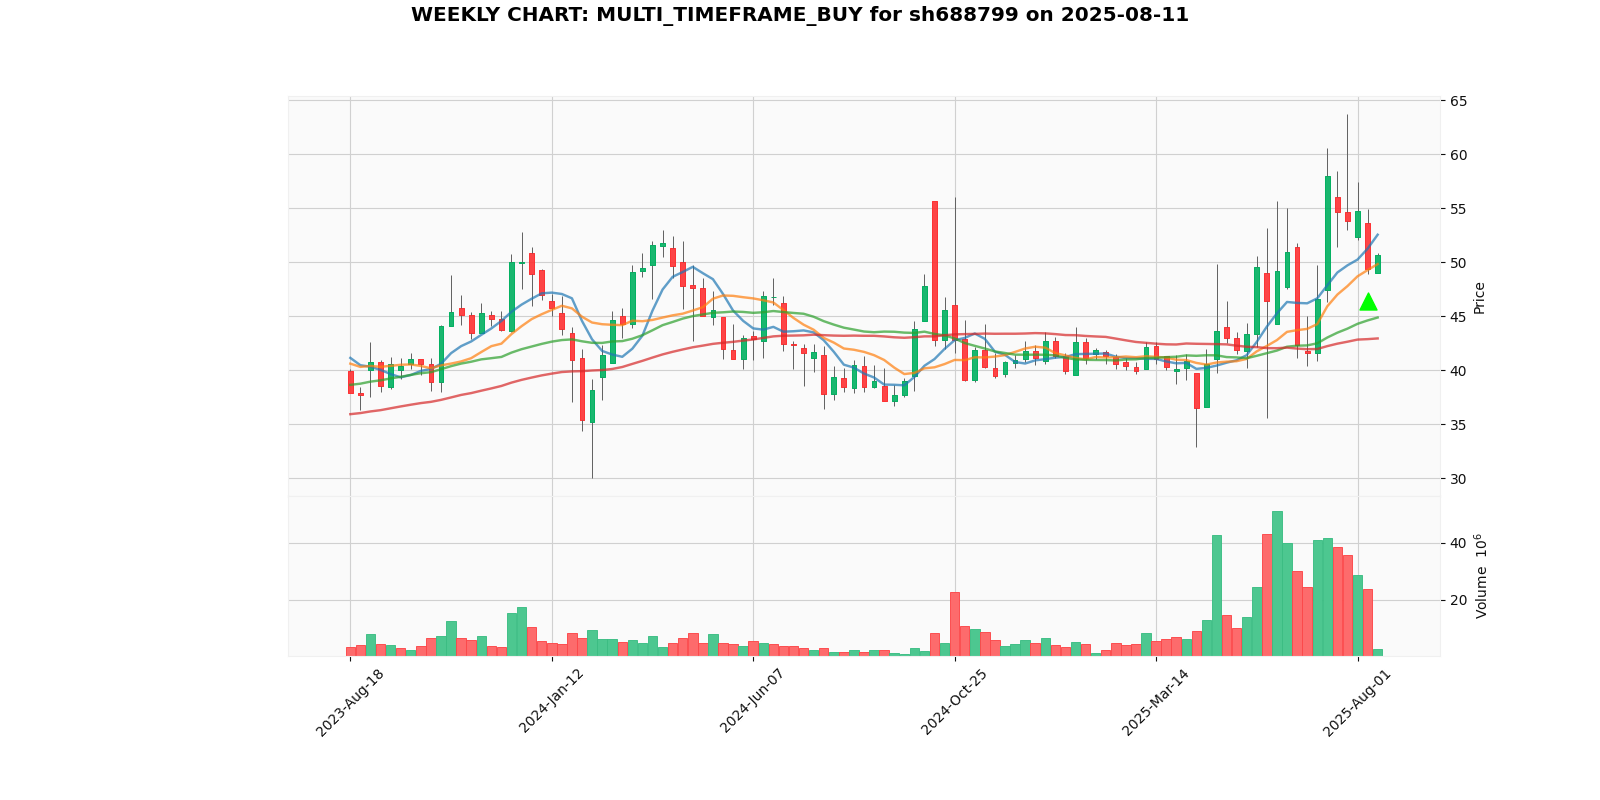 WEEKLY CHART: MULTI_TIMEFRAME_BUY for sh688799 on 2025-08-11
65
60
55
50
45
40
35
30
Price
40
20
Volume 10^6
2023-Aug-18
2024-Jan-12
2024-Jun-07
2024-Oct-25
2025-Mar-14
2025-Aug-01